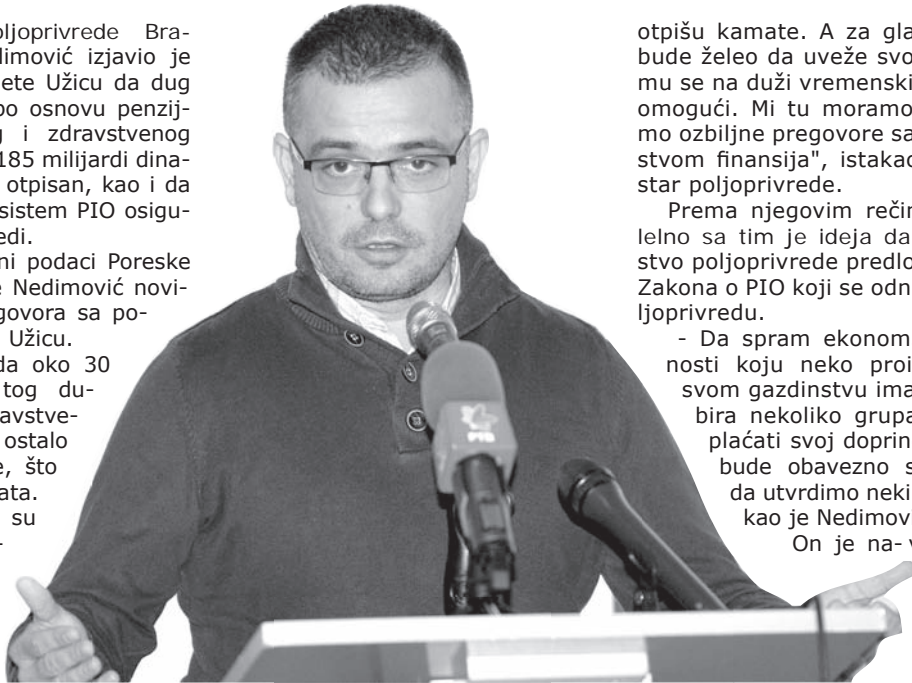 oljoprivrede Bra-
dimović izjavio je
ete Užicu da dug
po osnovu penzij-
g i zdravstvenog
185 milijardi dina-
otpisan, kao i da
sistem PIO osigu-
edi.
ni podaci Poreske
e Nedimović novi-
govora sa po-
Užicu.
da oko 30
tog du-
avstve-
ostalo
e, što
ata.
su
-
otpišu kamate. A za gla
bude želeo da uveže svo
mu se na duži vremenski
omogući. Mi tu moramo
mo ozbiljne pregovore sa
stvom finansija", istakao
star poljoprivrede.
Prema njegovim rečin
lelno sa tim je ideja da
stvo poljoprivrede predlo
Zakona o PIO koji se odn
ljoprivredu.
- Da spram ekonom
nosti koju neko proi
svom gazdinstvu ima
bira nekoliko grupa
plaćati svoj doprin
bude obavezno s
da utvrdimo neki
kao je Nedimov
On je na- v